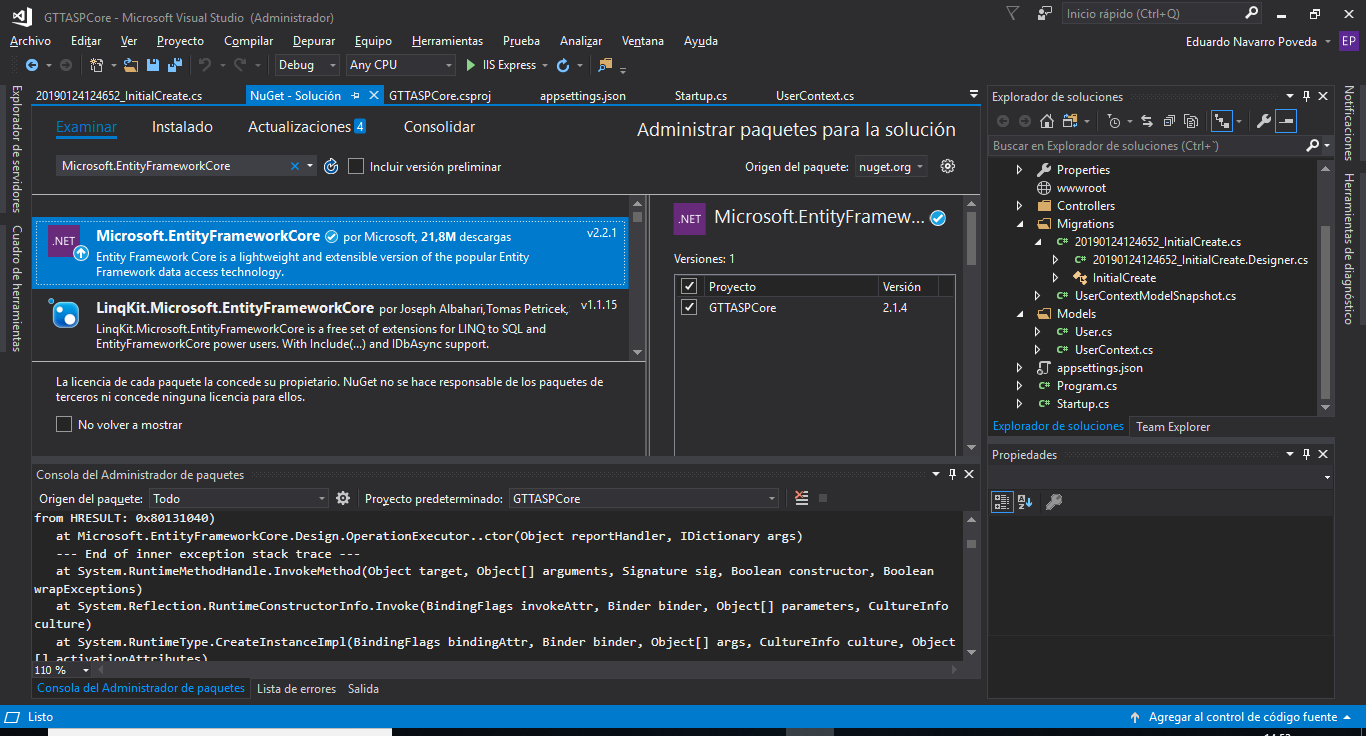 GTTASPCore - Microsoft Visual Studio (Administrador)
Inicio rápido (Ctrl+Q)
Archivo Editar Ver Proyecto Compilar Depurar Equipo Herramientas Prueba Analizar Ventana Ayuda
Eduardo Navarro Poveda EP
Debug Any CPU IIS Express
Explorador de servidores
Cuadro de herramientas
20190124124652_InitialCreate.cs NuGet - Solución GTTASPCore.csproj appsettings.json Startup.cs UserContext.cs
Examinar Instalado Actualizaciones 4 Consolidar
Administrar paquetes para la solución
Microsoft.EntityFrameworkCore
Incluir versión preliminar
Origen del paquete: nuget.org
.NET
Microsoft.EntityFrameworkCore por Microsoft, 21,8M descargas v2.2.1
Entity Framework Core is a lightweight and extensible version of the popular Entity
Framework data access technology.
LinqKit.Microsoft.EntityFrameworkCore por Joseph Albahari,Tomas Petricek, v1.1.15
LinqKit.Microsoft.EntityFrameworkCore is a free set of extensions for LINQ to SQL and
EntityFrameworkCore power users. With Include(...) and IDbAsync support.
La licencia de cada paquete la concede su propietario. NuGet no se hace responsable de los paquetes de
terceros ni concede ninguna licencia para ellos.
No volver a mostrar
.NET Microsoft.EntityFramew...
Versiones: 1
Proyecto Versión
GTTASPCore 2.1.4
Consola del Administrador de paquetes
Origen del paquete: Todo Proyecto predeterminado: GTTASPCore
from HRESULT: 0x80131040)
at Microsoft.EntityFrameworkCore.Design.OperationExecutor..ctor(Object reportHandler, IDictionary args)
--- End of inner exception stack trace ---
at System.RuntimeMethodHandle.InvokeMethod(Object target, Object[] arguments, Signature sig, Boolean constructor, Boolean
wrapExceptions)
at System.Reflection.RuntimeConstructorInfo.Invoke(BindingFlags invokeAttr, Binder binder, Object[] parameters, CultureInfo
culture)
at System.RuntimeType.CreateInstanceImpl(BindingFlags bindingAttr, Binder binder, Object[] args, CultureInfo culture, Object
[] activationAttributes)
110 %
Consola del Administrador de paquetes Lista de errores Salida
Explorador de soluciones
Buscar en Explorador de soluciones (Ctrl+¨)
Properties
wwwroot
Controllers
Migrations
C# 20190124124652_InitialCreate.cs
C# 20190124124652_InitialCreate.Designer.cs
InitialCreate
C# UserContextModelSnapshot.cs
Models
C# User.cs
C# UserContext.cs
appsettings.json
C# Program.cs
C# Startup.cs
Explorador de soluciones Team Explorer
Propiedades
Notificaciones
Herramientas de diagnóstico
Listo
Agregar al control de código fuente